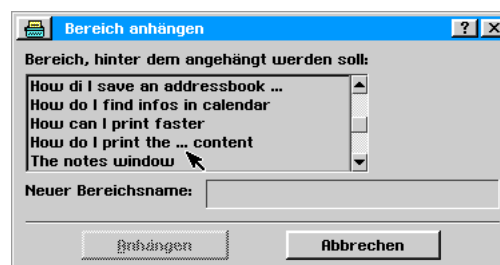 Bereich anhängen
Bereich, hinter dem angehängt werden soll:
How di I save an addressbook ...
How do I find infos in calendar
How can I print faster
How do I print the ... content
The notes window
Neuer Bereichsname:
Anhängen Abbrechen